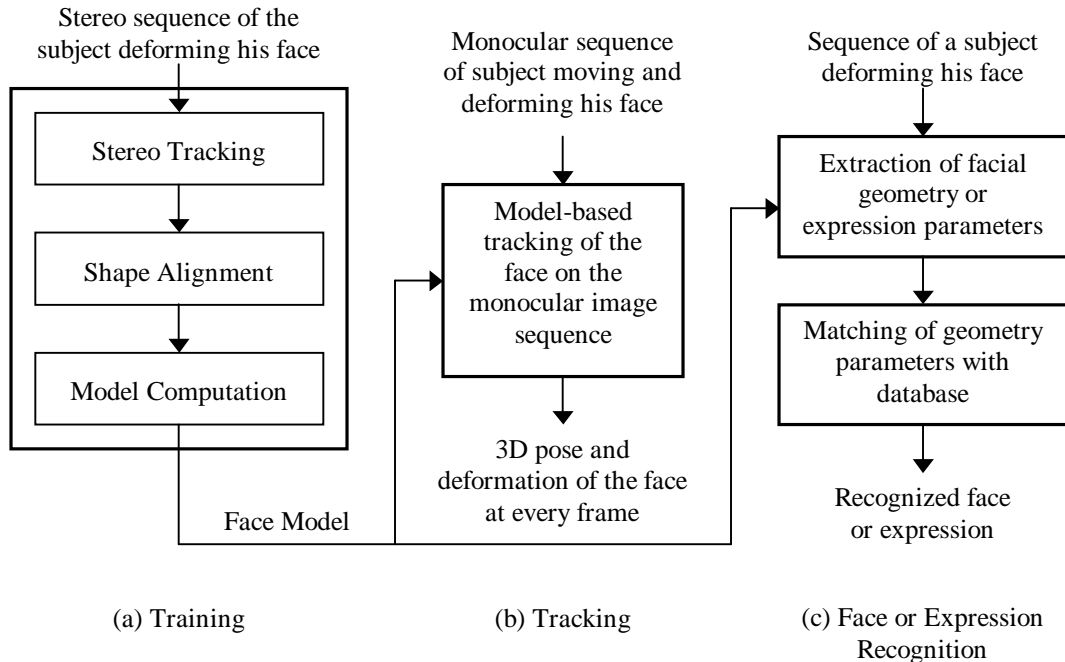 Stereo sequence of the
subject deforming his face
Stereo Tracking
Shape Alignment
Model Computation
Face Model
(a) Training
Monocular sequence
of subject moving and
deforming his face
Model-based
tracking of the
face on the
monocular image
sequence
3D pose and
deformation of the face
at every frame
(b) Tracking
Sequence of a subject
deforming his face
Extraction of facial
geometry or
expression parameters
Matching of geometry
parameters with
database
Recognized face
or expression
(c) Face or Expression
Recognition